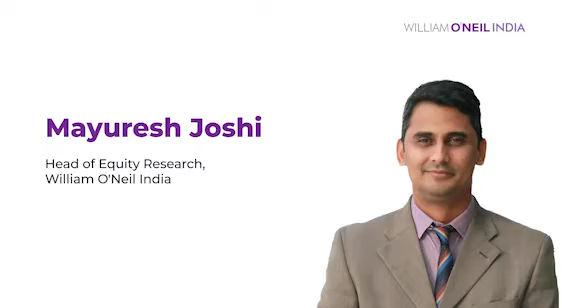 WILLIAM O'NEIL INDIA
Mayuresh Joshi
Head of Equity Research,
William O'Neil India